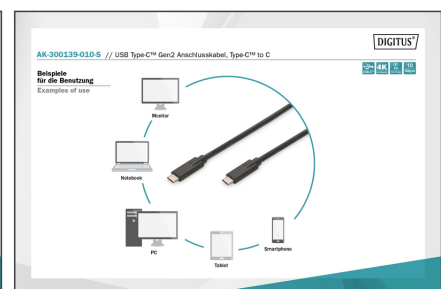 DIGITUS®
AK-300139-010-S // USB Type-C™ Gen2 Anschlusskabel, Type-C™ to C
Beispiele
für die Benutzung
Examples of use
4K
10
Gbps
Monitor
Notebook
PC
Tablet
Smartphone